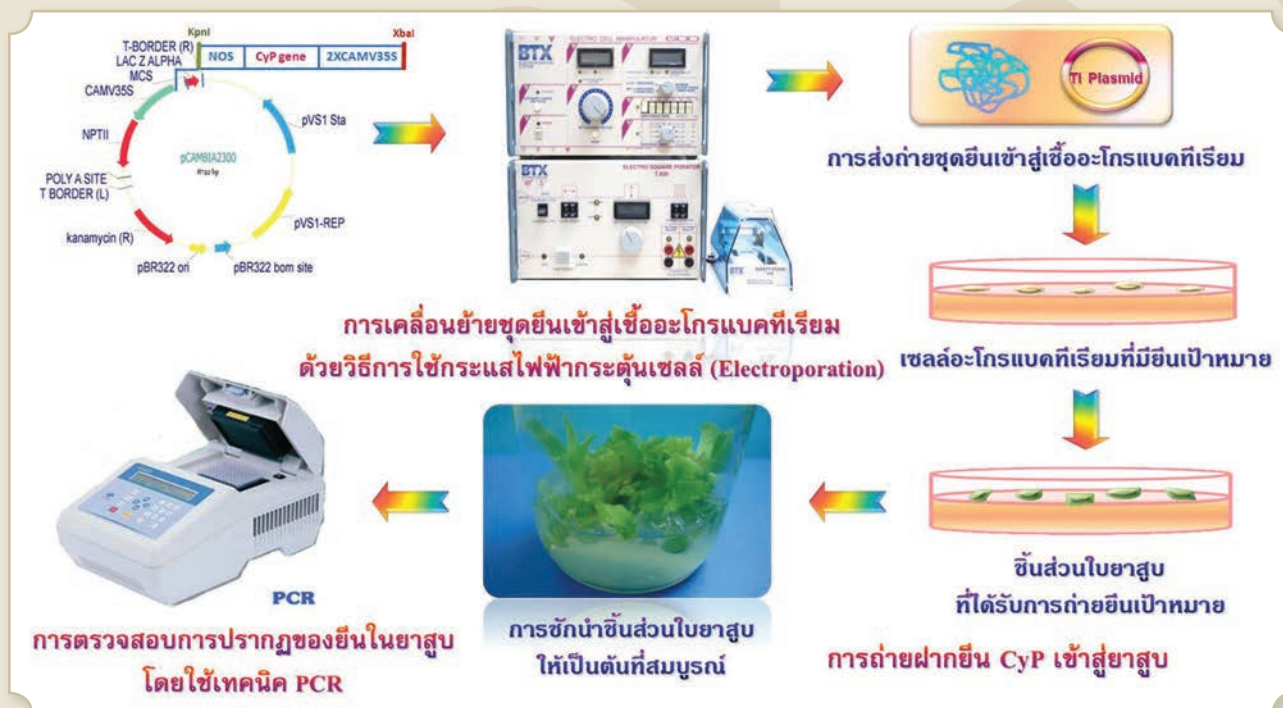 KpnI
XbaI
T-BORDER (R)
LAC Z ALPHA
MCS
CAMV35S
NOS
CyP gene
2XCAMV35S
NPTII
pVS1 Sta
pCAMBIA2300
POLY A SITE
T BORDER (L)
pVS1-REP
kanamycin (R)
pBR322 ori
pBR322 bom site
BTX
ELECTRO CELL MANIPULATOR
600
BTX
ELECTRO SQUARE PORATOR
BTX
การเคลื่อนย้ายชุดยีนเข้าสู่เชื้ออะโกรแบคทีเรียม
ด้วยวิธีการใช้กระแสไฟฟ้ากระตุ้นเซลล์ (Electroporation)
Ti Plasmid
การส่งถ่ายชุดยีนเข้าสู่เชื้ออะโกรแบคทีเรียม
เซลล์อะโกรแบคทีเรียมที่มียีนเป้าหมาย
ชิ้นส่วนใบยาสูบ
ที่ได้รับการถ่ายยีนเป้าหมาย
การถ่ายฝากยีน CyP เข้าสู่ยาสูบ
การชักนำชิ้นส่วนใบยาสูบ
ให้เป็นต้นที่สมบูรณ์
PCR
การตรวจสอบการปรากฏของยีนในยาสูบ
โดยใช้เทคนิค PCR